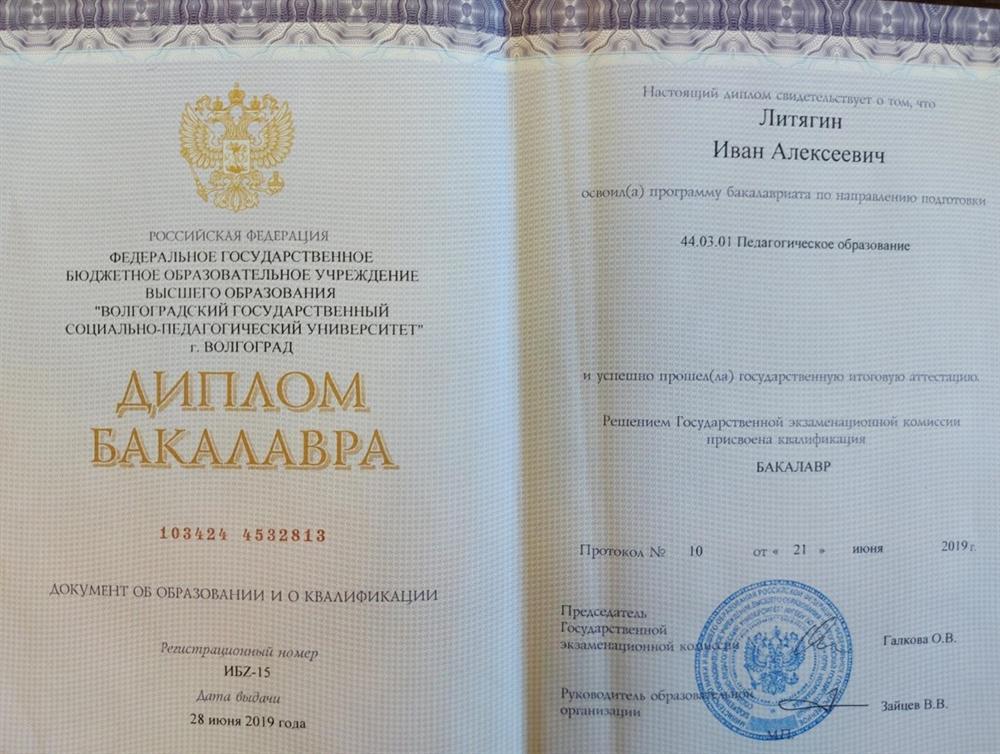 РОССИЙСКАЯ ФЕДЕРАЦИЯ
ФЕДЕРАЛЬНОЕ ГОСУДАРСТВЕННОЕ
БЮДЖЕТНОЕ ОБРАЗОВАТЕЛЬНОЕ УЧРЕЖДЕНИЕ
ВЫСШЕГО ОБРАЗОВАНИЯ
"ВОЛГОГРАДСКИЙ ГОСУДАРСТВЕННЫЙ
СОЦИАЛЬНО-ПЕДАГОГИЧЕСКИЙ УНИВЕРСИТЕТ"
г. ВОЛГОГРАД
ДИПЛОМ
БАКАЛАВРА
103424 4532813
ДОКУМЕНТ ОБ ОБРАЗОВАНИИ И О КВАЛИФИКАЦИИ
Регистрационный номер
ИБZ-15
Дата выдачи
28 июня 2019 года
Настоящий диплом свидетельствует о том, что
Литягин
Иван Алексеевич
освоил(а) программу бакалавриата по направлению подготовки
44.03.01 Педагогическое образование
и успешно прошел(ла) государственную итоговую аттестацию.
Решением Государственной экзаменационной комиссии
присвоена квалификация
БАКАЛАВР
Протокол № 10 от « 21 » июня 2019 г.
Председатель
Государственной
экзаменационной комиссии
Галкова О.В.
Руководитель образовательной
организации
Зайцев В.В.
М.П.